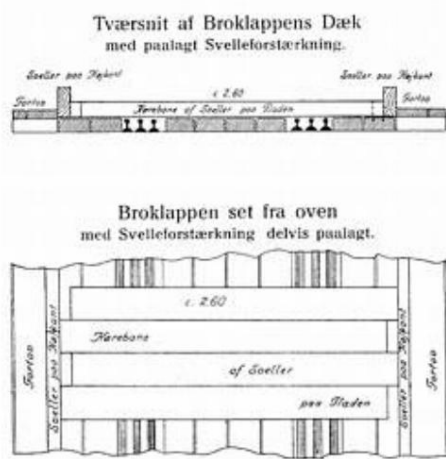 Tværsnit af Broklappens Dæk
med paalagt Svelleforstærkning.
Sveller paa Højkant
Sveller paa Højkant
Fortov
c 2.60
Fortov
Kørebane af Sveller paa Fladen
Broklappen set fra oven
med Svelleforstærkning delvis paalagt.
Fortov
Sveller paa Højkant
c. 2.60
Kørebane
af Sveller
paa Fladen
Sveller paa Højkant
Fortov